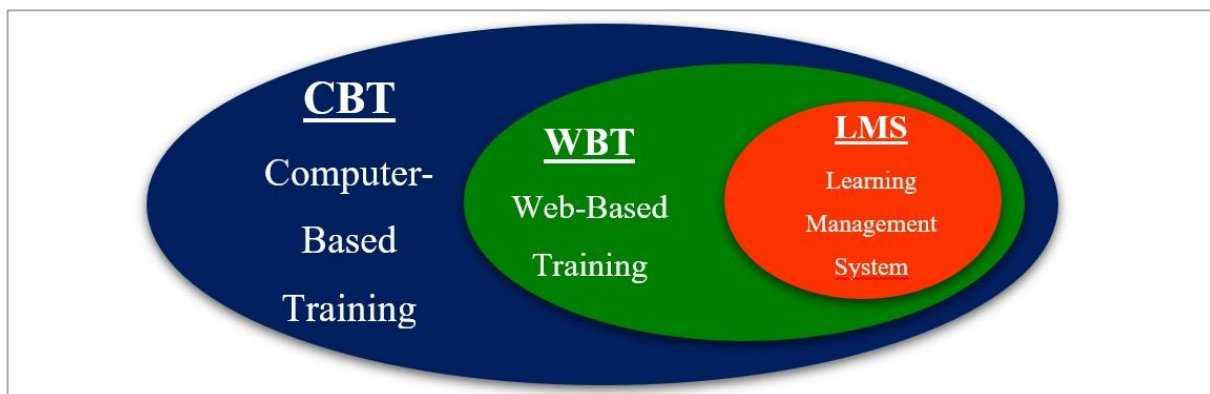 CBT
Computer-
Based
Training
WBT
Web-Based
Training
LMS
Learning
Management
System